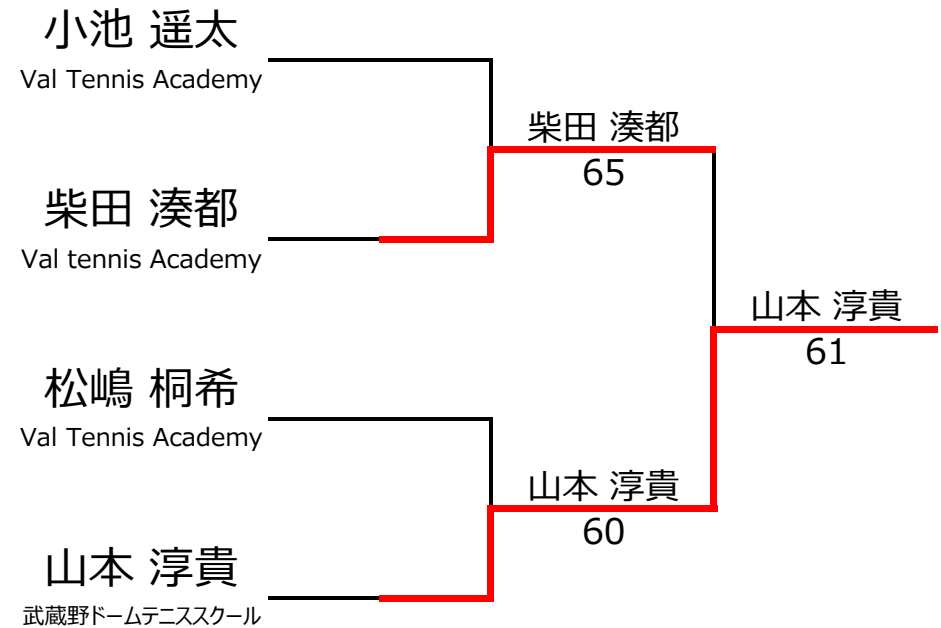 小池 遥太
Val Tennis Academy
柴田 湊都
65
柴田 湊都
Val tennis Academy
山本 淳貴
61
松嶋 桐希
Val Tennis Academy
山本 淳貴
60
山本 淳貴
武蔵野ドームテニススクール